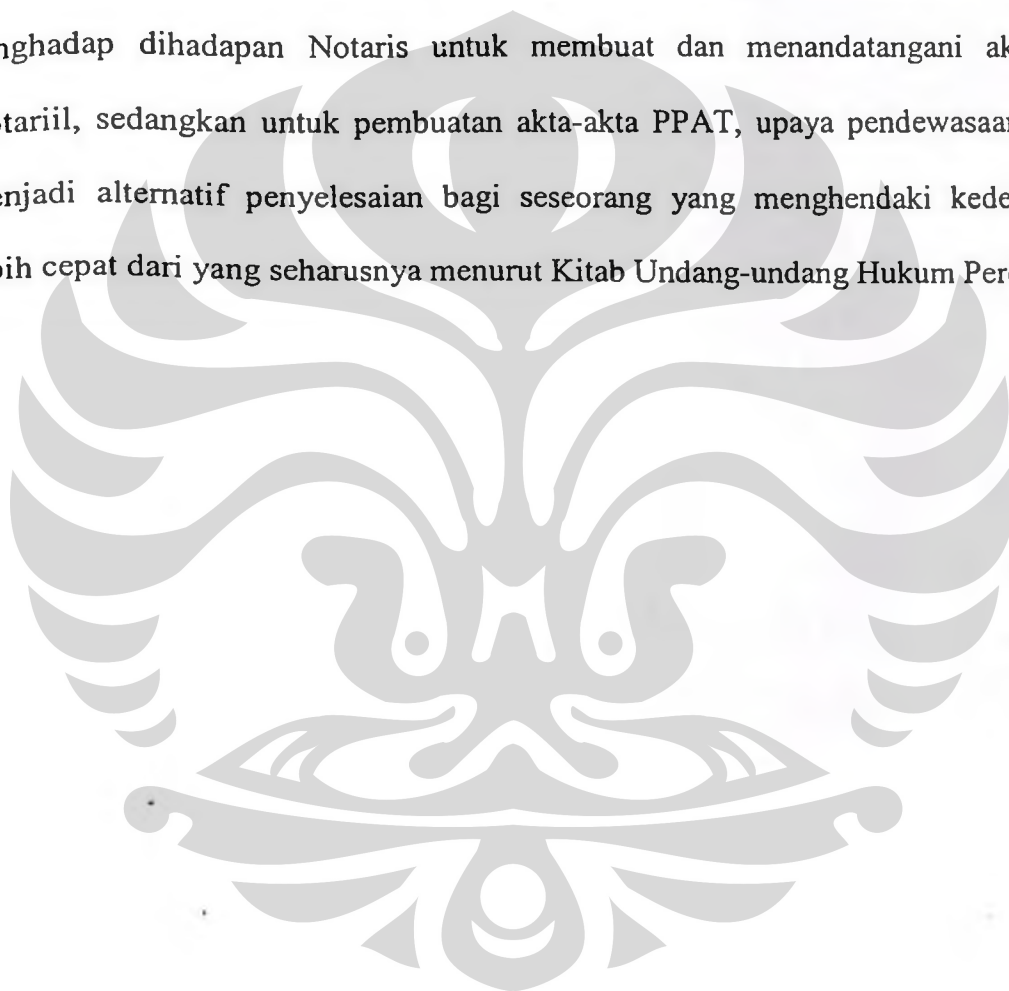 nghadap dihadapan Notaris untuk membuat dan menandatangani ak
tariil, sedangkan untuk pembuatan akta-akta PPAT, upaya pendewasaan
enjadi alternatif penyelesaian bagi seseorang yang menghendaki kede
ih cepat dari yang seharusnya menurut Kitab Undang-undang Hukum Per